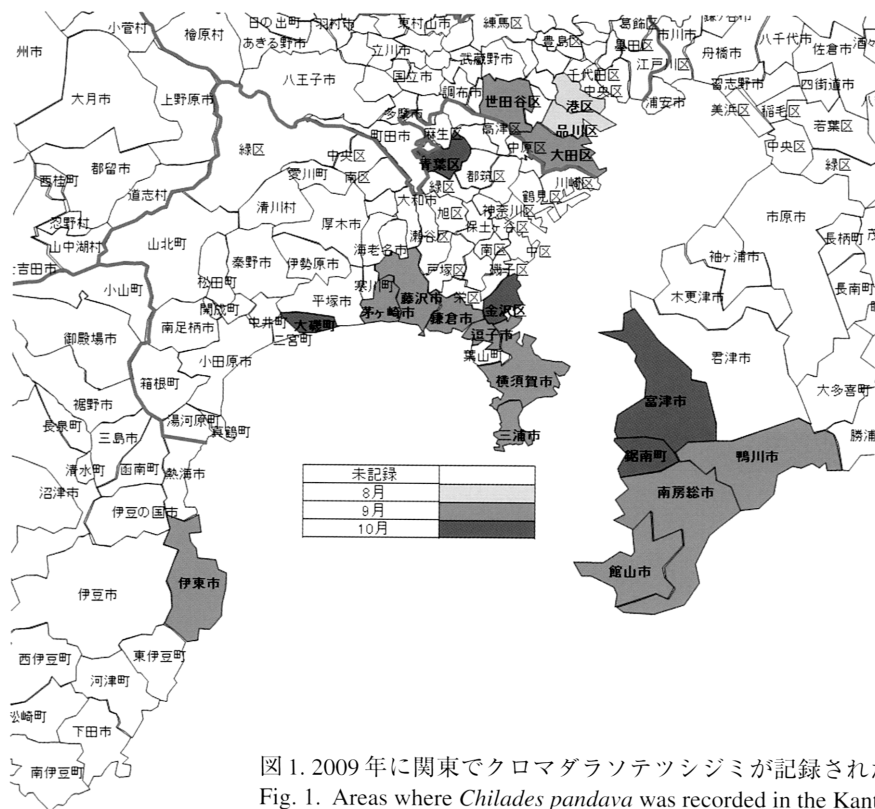 小菅村
檜原村
日の出町
羽村市
東村山市
練馬区
豊島区
葛飾区
墨田区
市川市
八千代市
佐倉市
州市
あきる野市
立川市
武蔵野市
江戸川区
船橋市
千代田区
習志野市
四街道市
八王子市
国立市
中央区
大月市
上野原市
調布市
世田谷区
港区
浦安市
美浜区
稲毛区
多摩市
品川区
若葉区
町田市
麻生区
高津区
中原区
大田区
中央区
緑区
中央区
青葉区
都留市
愛川町
南区
緑区
都筑区
川崎区
緑区
西桂町
道志村
大和市
鶴見区
忍野村
清川村
厚木市
旭区
神奈川区
市原市
山中湖村
山北町
瀬谷区
保土ヶ谷区
長柄町
茂
吉田市
秦野市
伊勢原市
海老名市
南区
中区
袖ヶ浦市
松田町
戸塚区
磯子区
小山町
寒川町
長南町
開成町
平塚市
藤沢市
栄区
金沢区
木更津市
南足柄市
中井町
大磯町
茅ヶ崎市
鎌倉市
御殿場市
二宮町
逗子市
小田原市
葉山町
君津市
箱根町
横須賀市
大多喜町
裾野市
富津市
長泉町
湯河原町
真鶴町
三浦市
勝浦
三島市
清水町
函南町
熱海市
鋸南町
鴨川市
沼津市
南房総市
伊豆の国市
館山市
伊東市
伊豆市
西伊豆町
東伊豆町
河津町
松崎町
下田市
南伊豆町
未記録
8月
9月
10月
図1. 2009年に関東でクロマダラソテツシジミが記録された
Fig. 1. Areas where Chilades pandava was recorded in the Kant